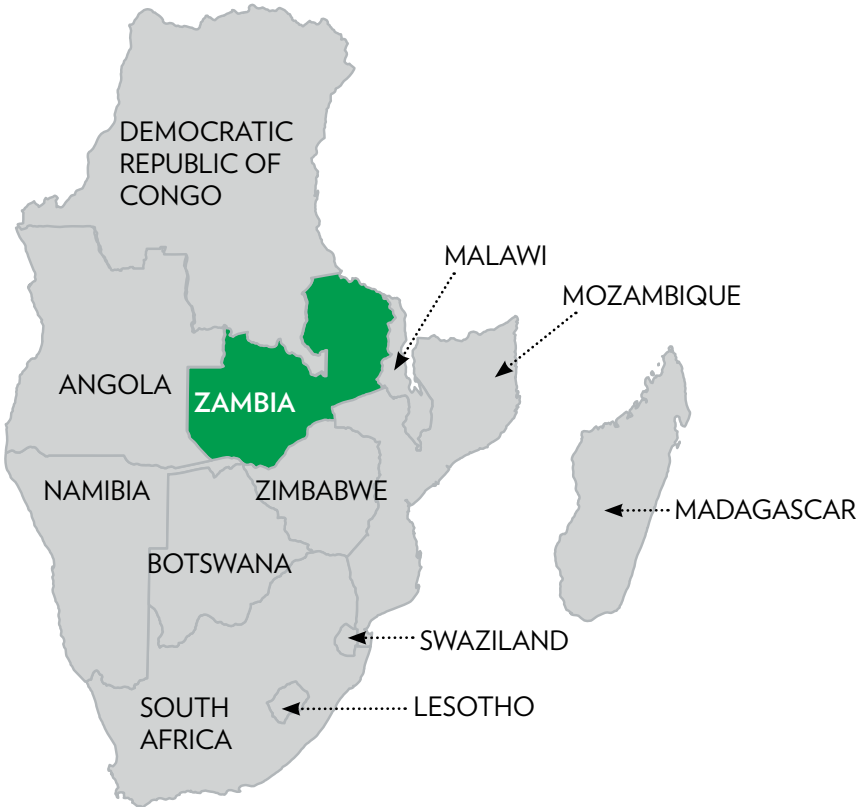 DEMOCRATIC
REPUBLIC OF
CONGO
MALAWI
MOZAMBIQUE
ANGOLA
ZAMBIA
NAMIBIA
ZIMBABWE
MADAGASCAR
BOTSWANA
SWAZILAND
SOUTH
AFRICA
LESOTHO